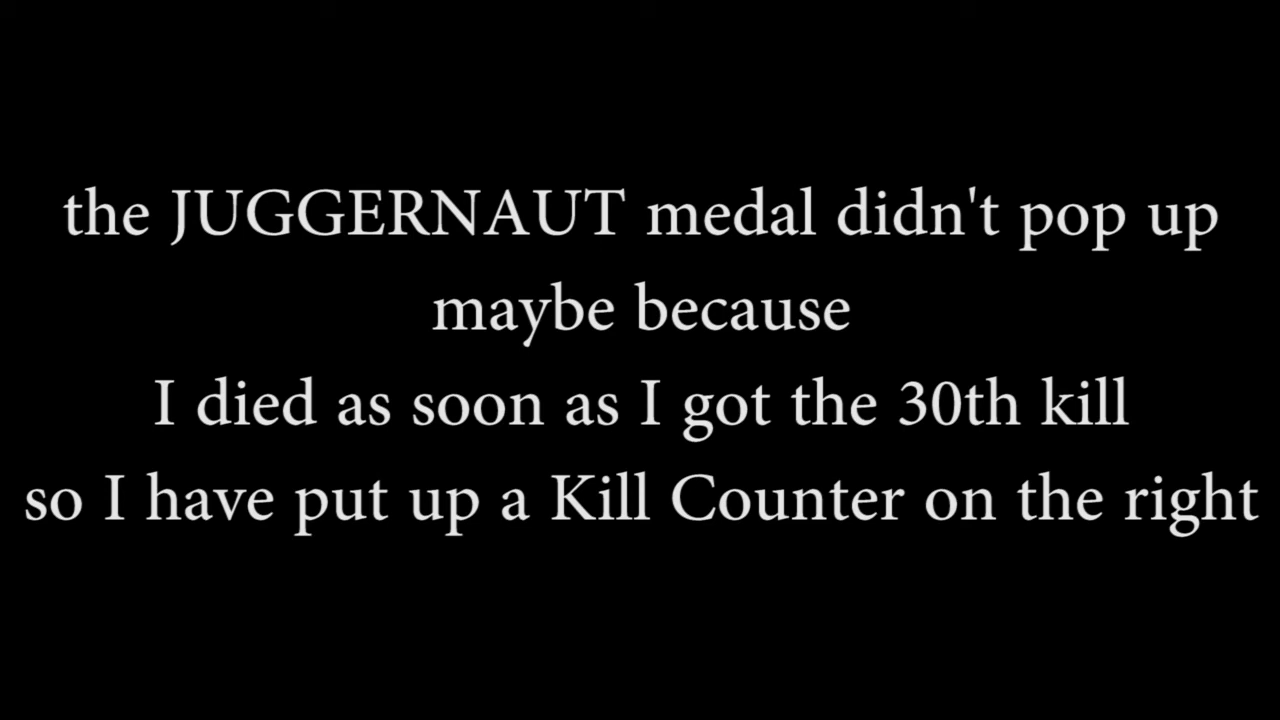 the JUGGERNAUT medal didn't pop up
maybe because
I died as soon as I got the 30th kill
so I have put up a Kill Counter on the right